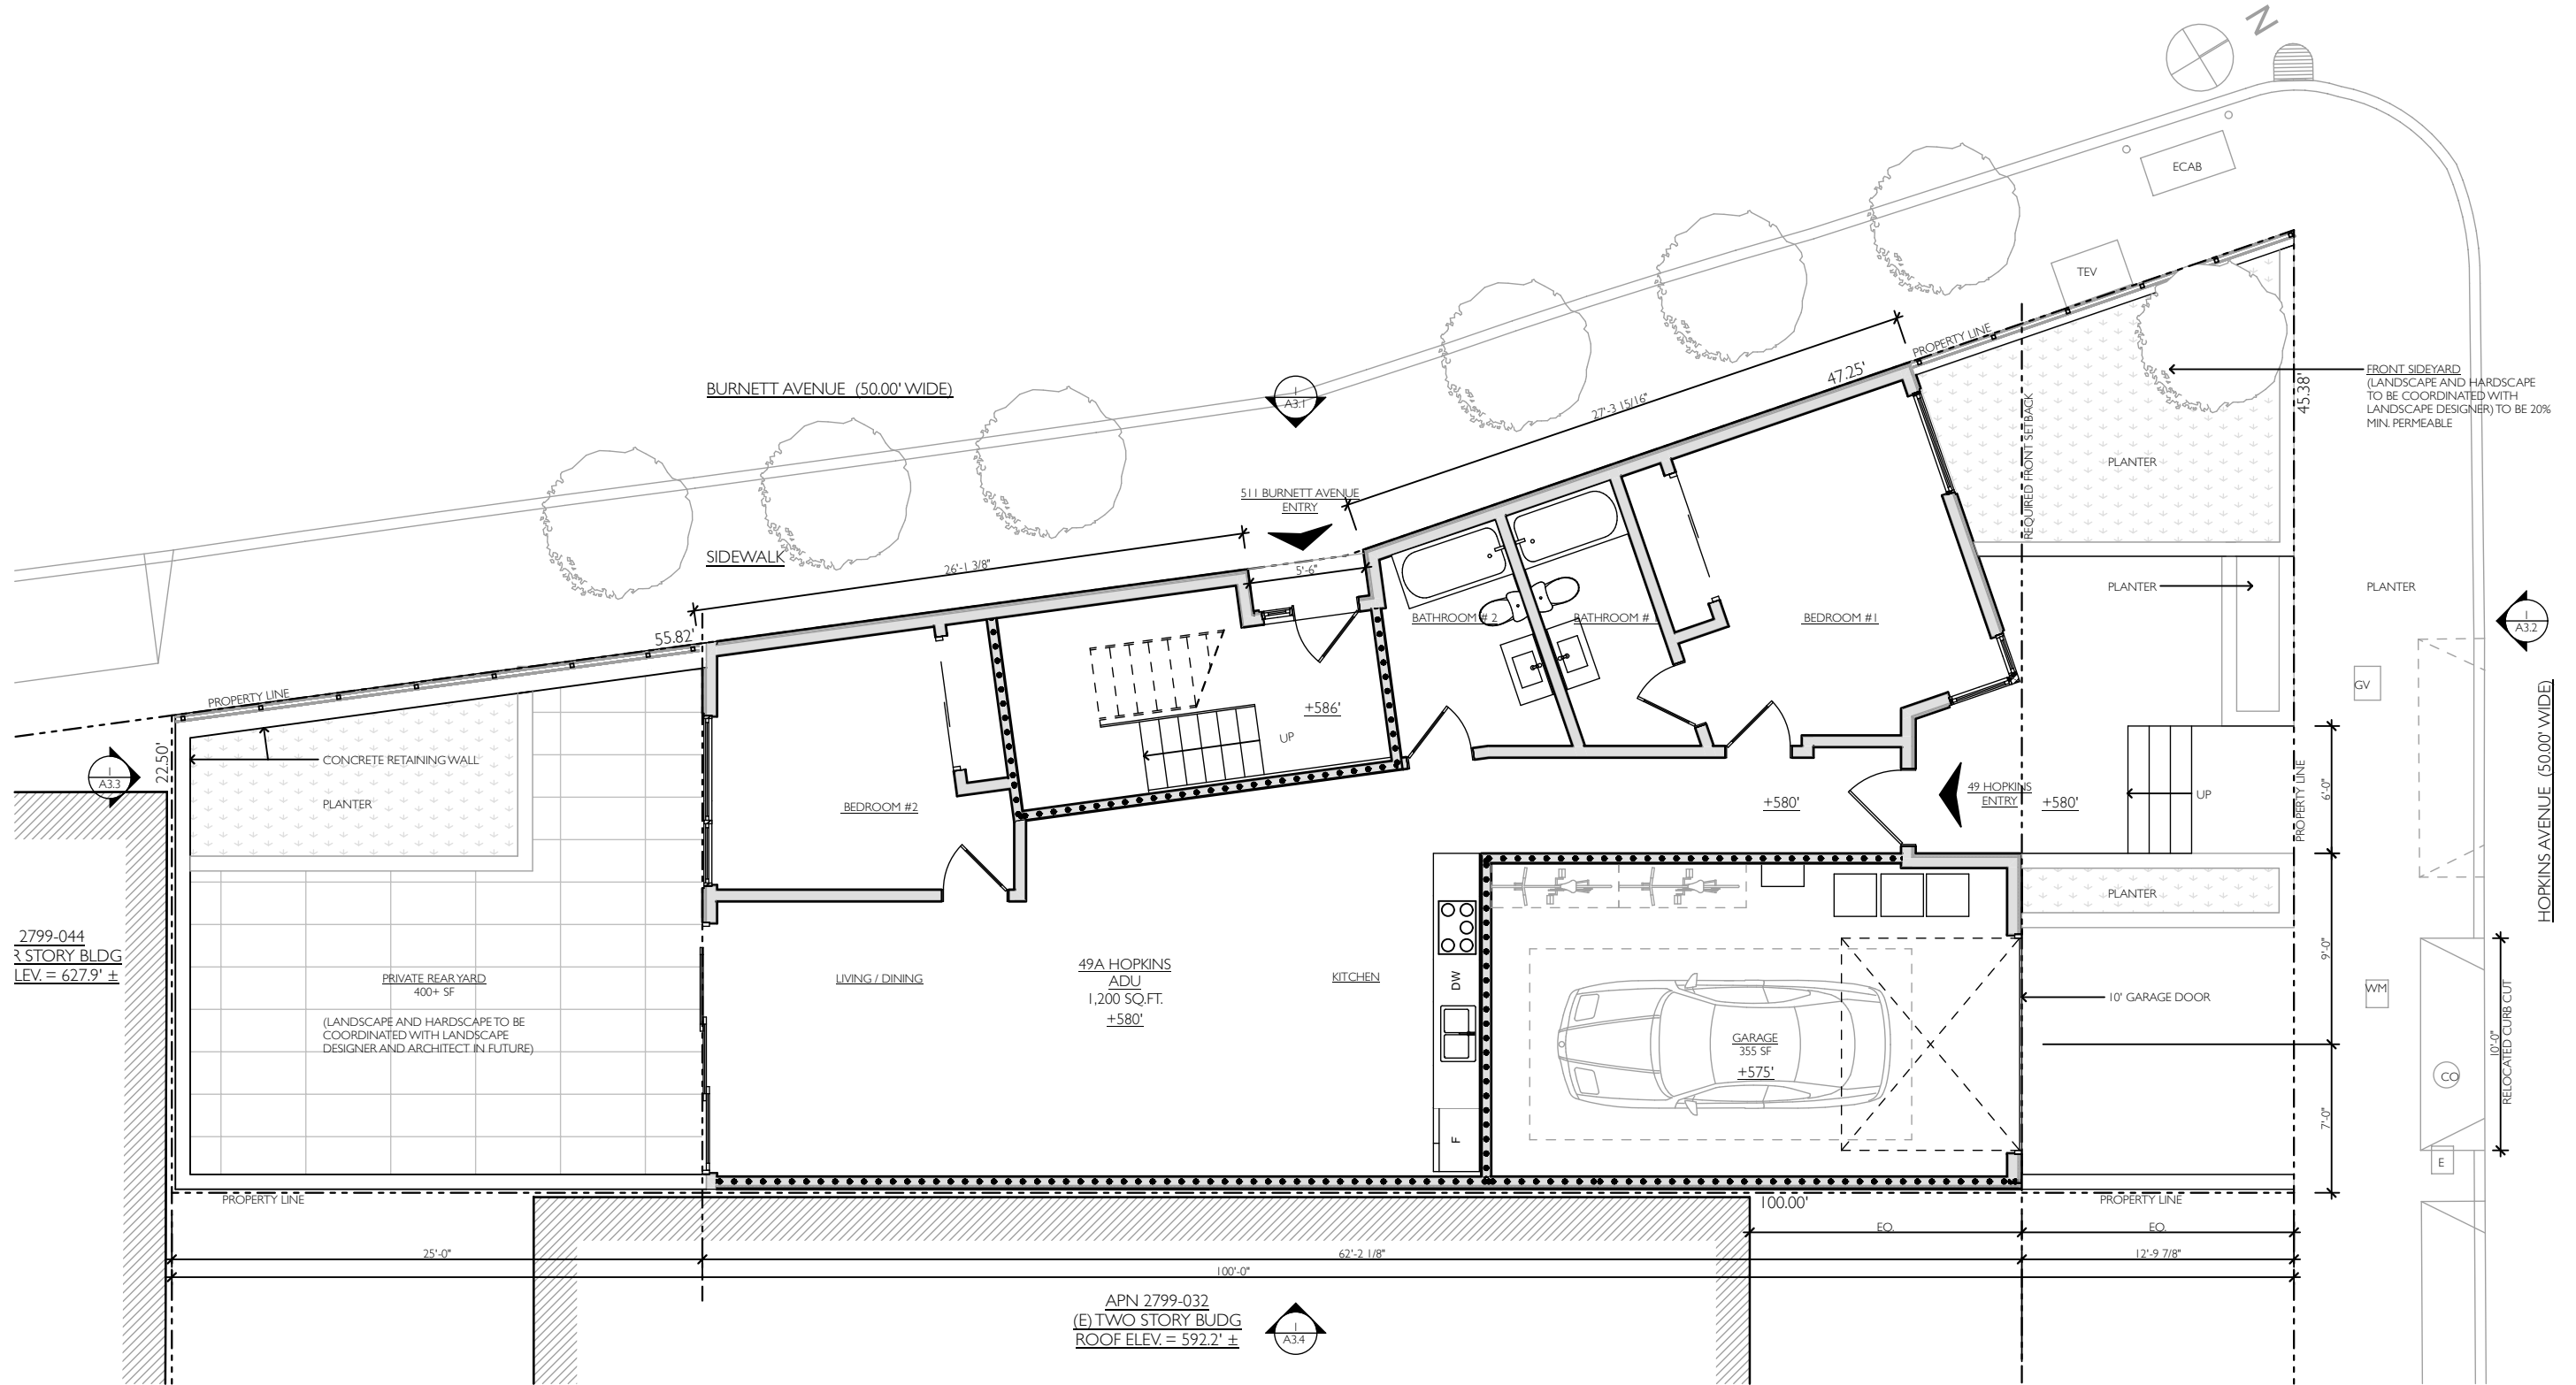 N
ECAB
TEV
PROPERTY LINE
47.25'
27'-3 15/16"
45.38'
FRONT SIDEYARD
(LANDSCAPE AND HARDSCAPE
TO BE COORDINATED WITH
LANDSCAPE DESIGNER) TO BE 20%
MIN. PERMEABLE
BURNETT AVENUE (50.00' WIDE)
1
A3.1
REQUIRED FRONT SETBACK
PLANTER
511 BURNETT AVENUE
ENTRY
SIDEWALK
26'-1 3/8"
5'-6"
55.82'
PLANTER
PLANTER
1
A3.2
BATHROOM # 2
BATHROOM #
BEDROOM #1
GV
PROPERTY LINE
+586'
UP
22.50'
1
A3.3
CONCRETE RETAINING WALL
PLANTER
BEDROOM #2
+580'
49 HOPKINS
ENTRY
+580'
UP
PROPERTY LINE
6'-0"
HOPKINS AVENUE (50.00' WIDE)
PLANTER
2799-044
R STORY BLDG
LEV. = 627.9' ±
PRIVATE REAR YARD
400+ SF
(LANDSCAPE AND HARDSCAPE TO BE
COORDINATED WITH LANDSCAPE
DESIGNER AND ARCHITECT IN FUTURE)
LIVING / DINING
49A HOPKINS
ADU
1,200 SQ.FT.
+580'
KITCHEN
DW
F
GARAGE
355 SF
+575'
10' GARAGE DOOR
9'-0"
7'-0"
WM
CO
E
10'-0"
RELOCATED CURB CUT
PROPERTY LINE
100.00'
PROPERTY LINE
EQ.
EQ.
25'-0"
62'-2 1/8"
12'-9 7/8"
100'-0"
APN 2799-032
(E) TWO STORY BUDG
ROOF ELEV. = 592.2' ±
1
A3.4